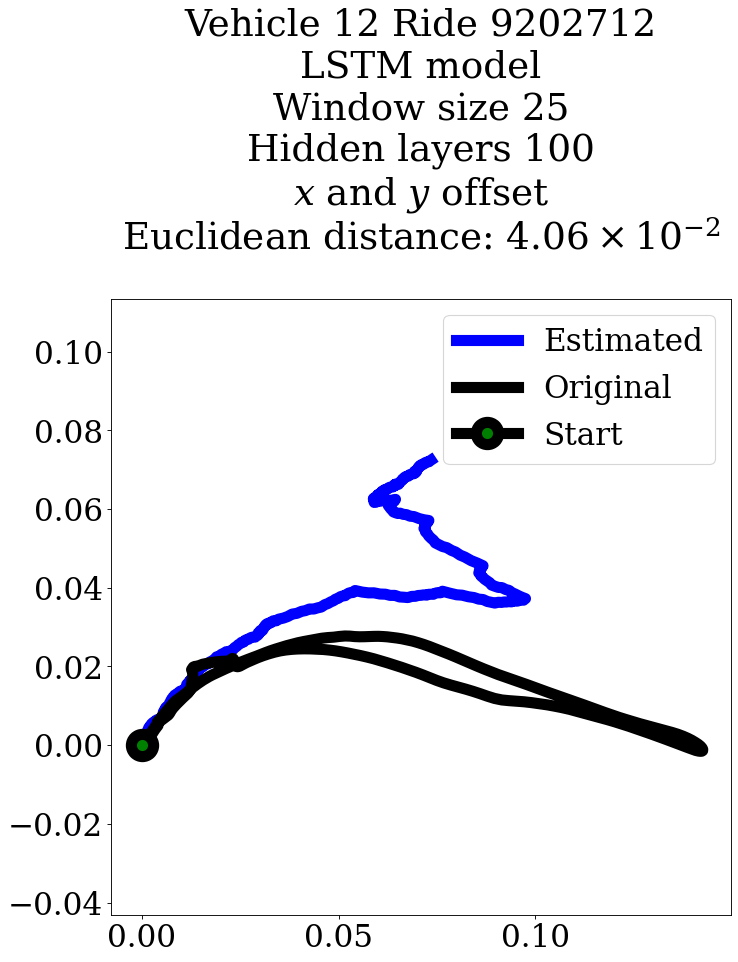 Vehicle 12 Ride 9202712
LSTM model
Window size 25
Hidden layers 100
x and y offset
Euclidean distance: 4.06 × 10⁻²
Estimated
Original
Start
0.10
0.08
0.06
0.04
0.02
0.00
−0.02
−0.04
0.00 0.05 0.10